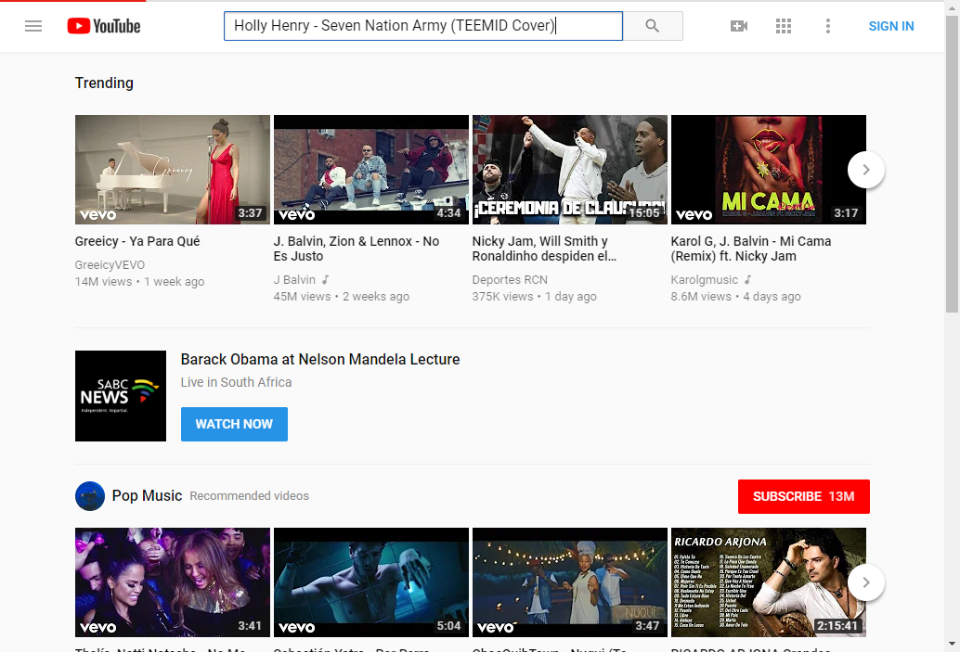 YouTube
Holly Henry - Seven Nation Army (TEEMID Cover)
SIGN IN
Trending
Greeicy
vevo
3:37
vevo
4:34
¡CEREMONIA DE CLAUSURA!
15:05
MI CAMA
vevo
3:17
Greeicy - Ya Para Qué
GreeicyVEVO
14M views • 1 week ago
J. Balvin, Zion & Lennox - No
Es Justo
J Balvin
45M views • 2 weeks ago
Nicky Jam, Will Smith y
Ronaldinho despiden el...
Deportes RCN
375K views • 1 day ago
Karol G, J. Balvin - Mi Cama
(Remix) ft. Nicky Jam
Karolgmusic
8.6M views • 4 days ago
SABC
NEWS
Independent. Impartial.
Barack Obama at Nelson Mandela Lecture
Live in South Africa
WATCH NOW
Pop Music
Recommended videos
SUBSCRIBE 13M
vevo
3:41
vevo
5:04
NUQUI
vevo
3:47
RICARDO ARJONA
2:15:41